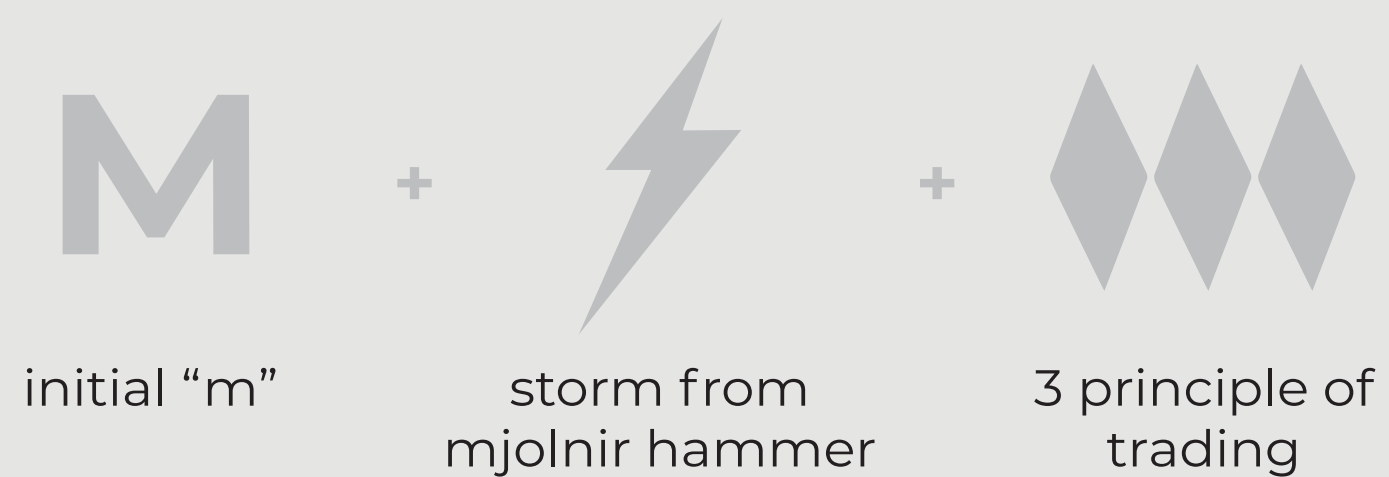 M + +
initial “m”
storm from
mjolnir hammer
3 principle of
trading